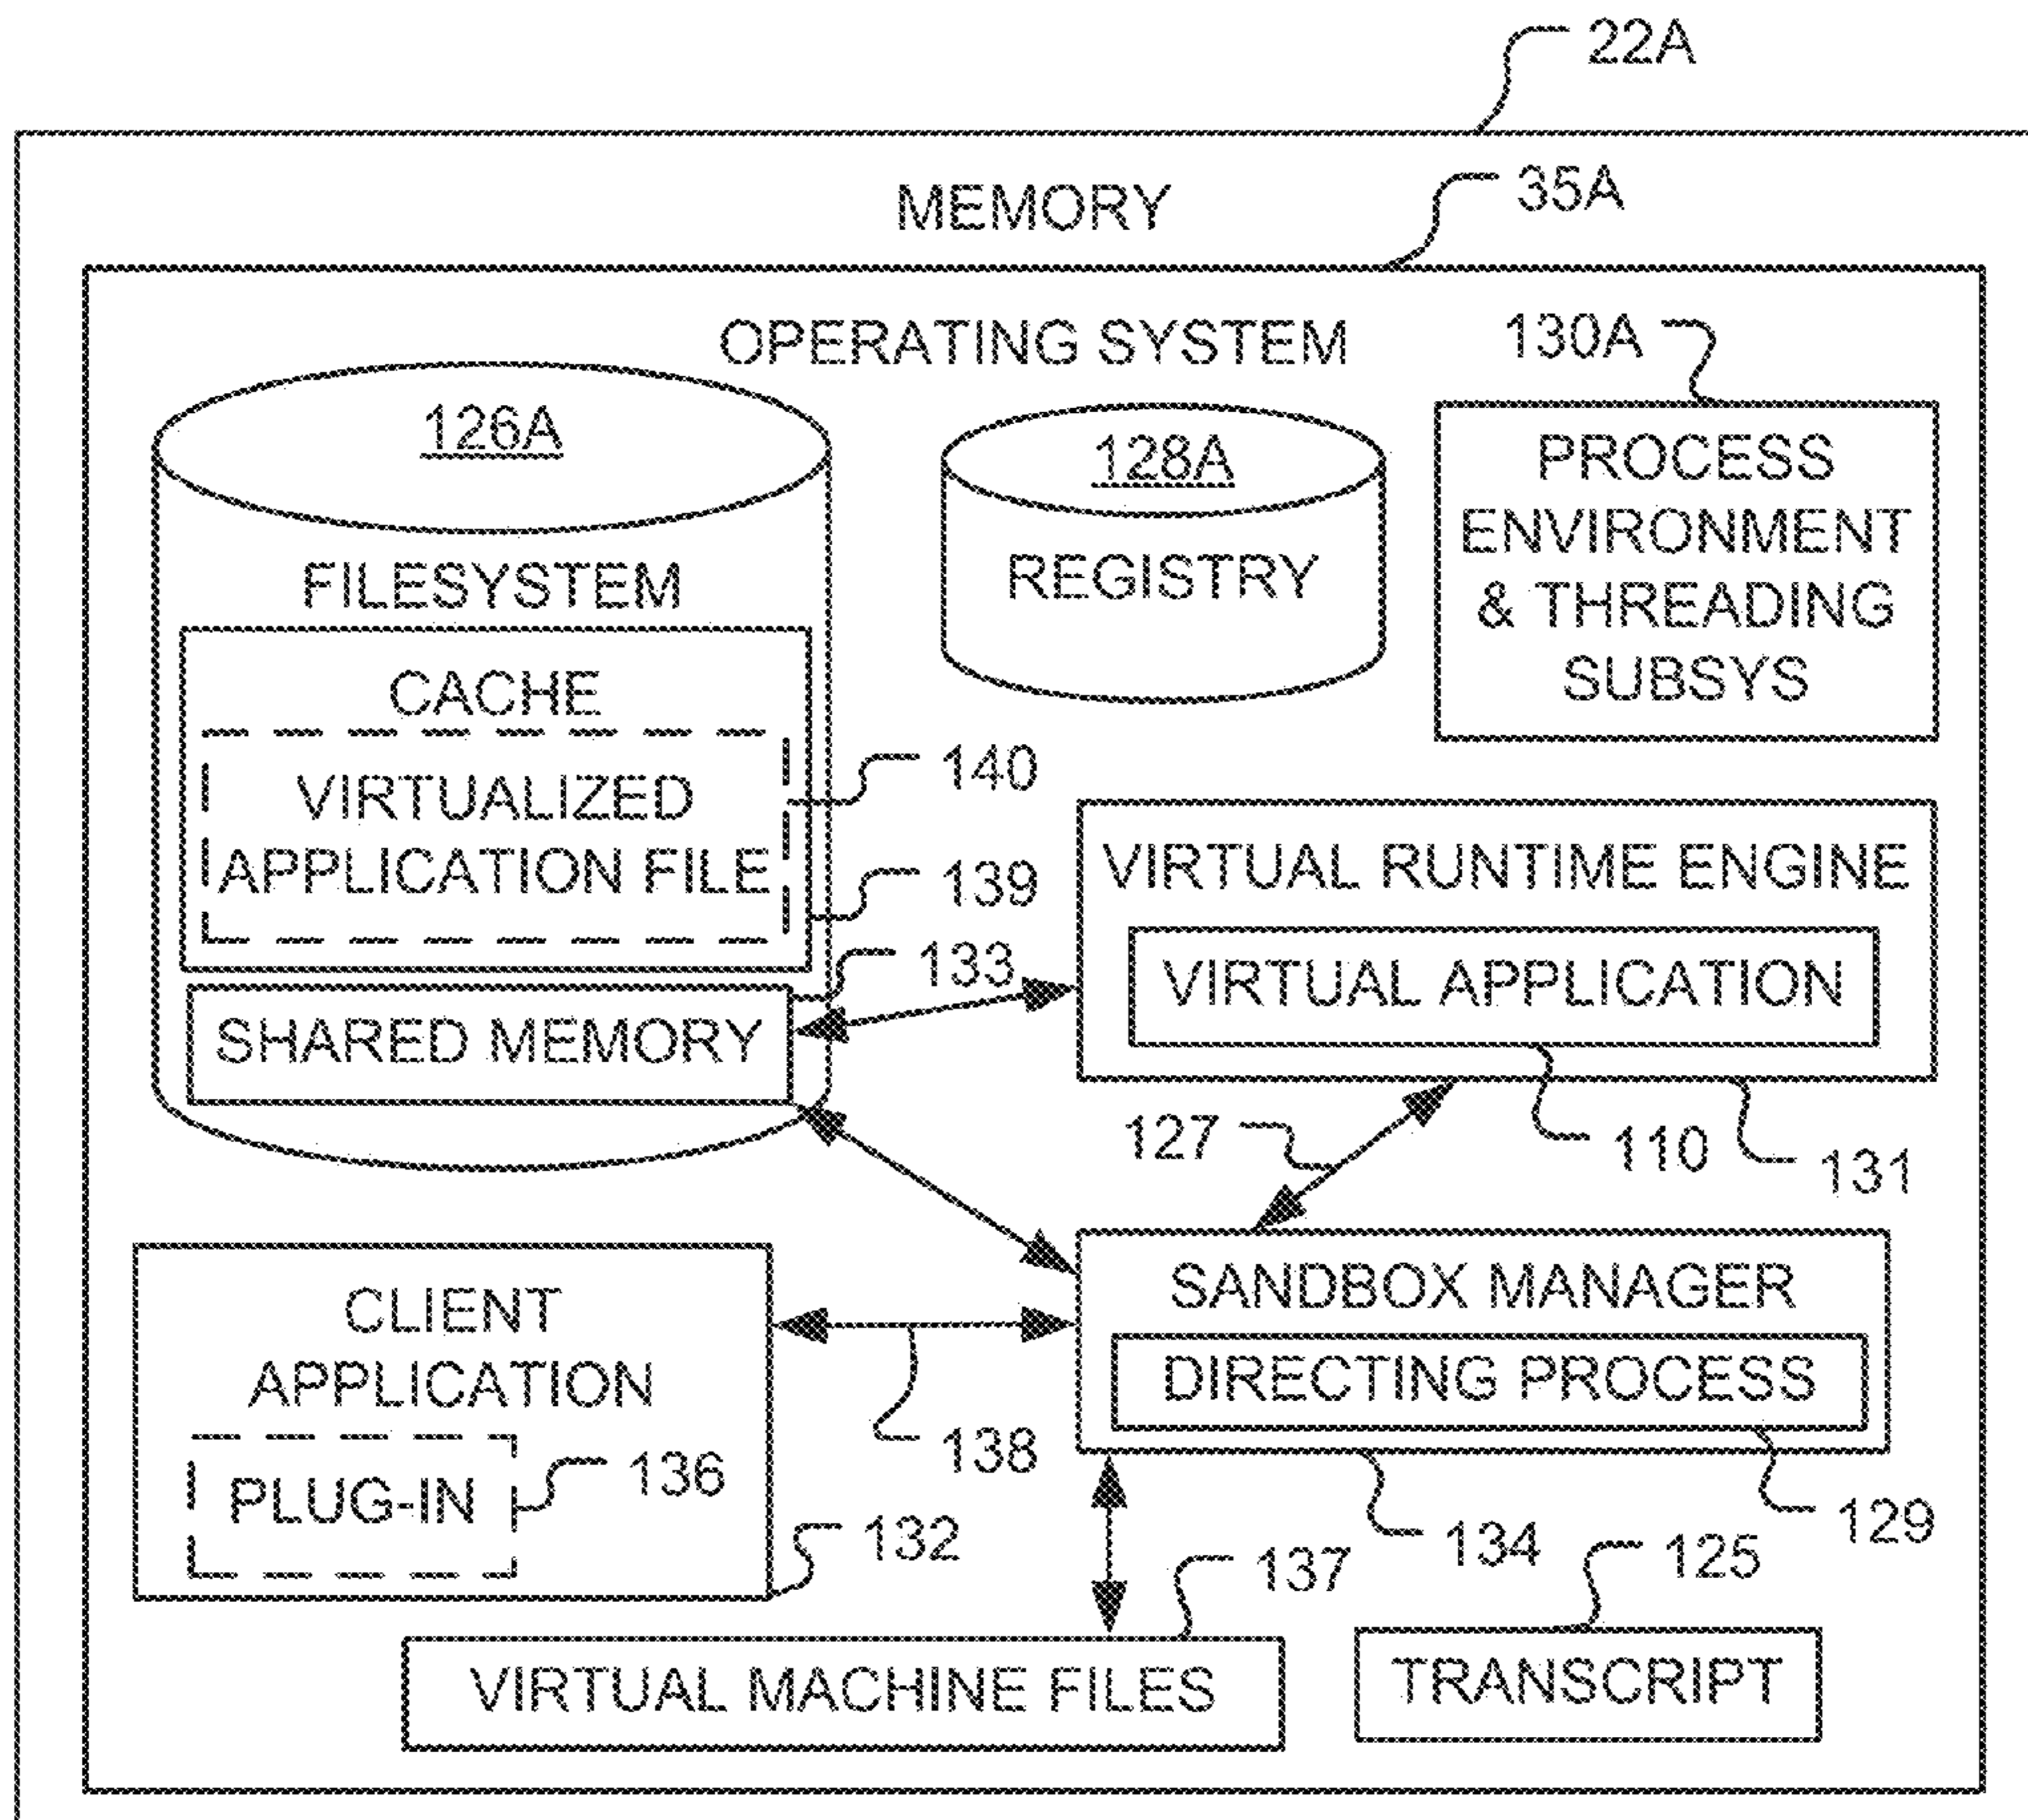 22A
MEMORY
35A
OPERATING SYSTEM
130A
126A
128A
PROCESS
ENVIRONMENT
& THREADING
SUBSYS
FILESYSTEM
REGISTRY
CACHE
VIRTUALIZED
APPLICATION FILE
140
139
VIRTUAL RUNTIME ENGINE
VIRTUAL APPLICATION
133
SHARED MEMORY
127
110
131
CLIENT
APPLICATION
SANDBOX MANAGER
DIRECTING PROCESS
138
PLUG-IN
136
132
134
129
137
125
VIRTUAL MACHINE FILES
TRANSCRIPT